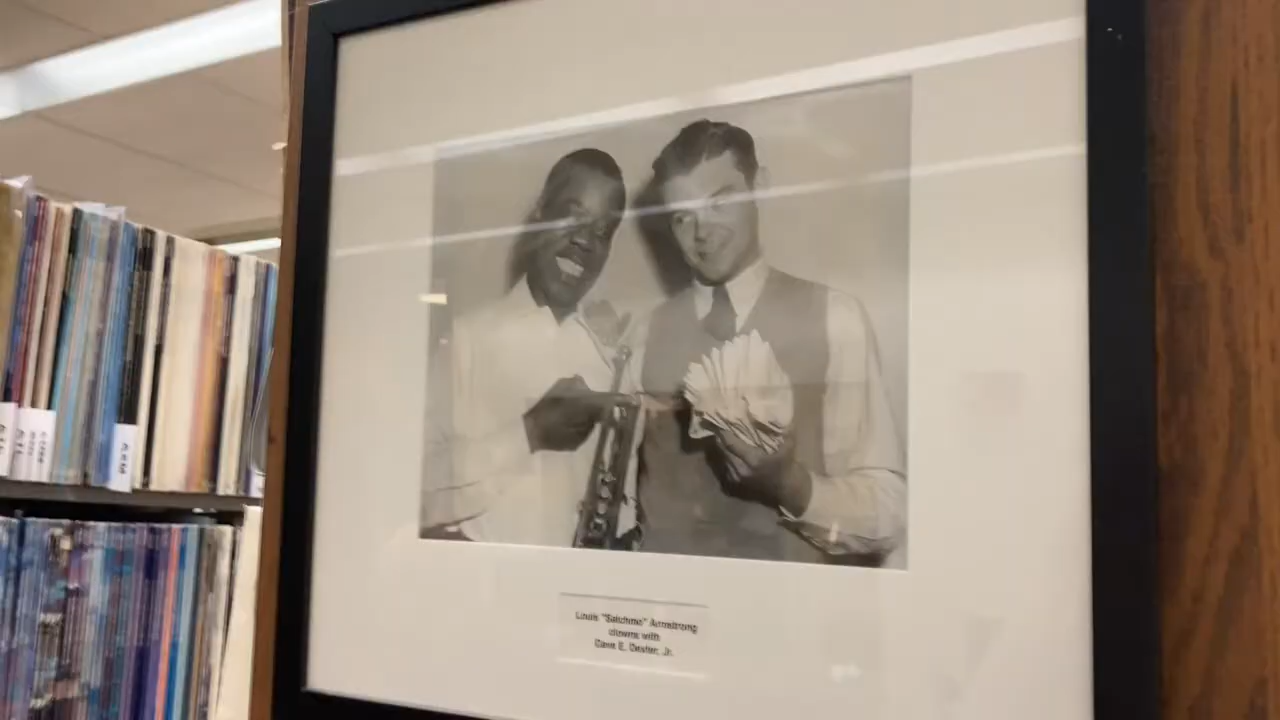 Louis "Satchmo" Armstrong
clowns with
Dave E. Dexter, Jr.